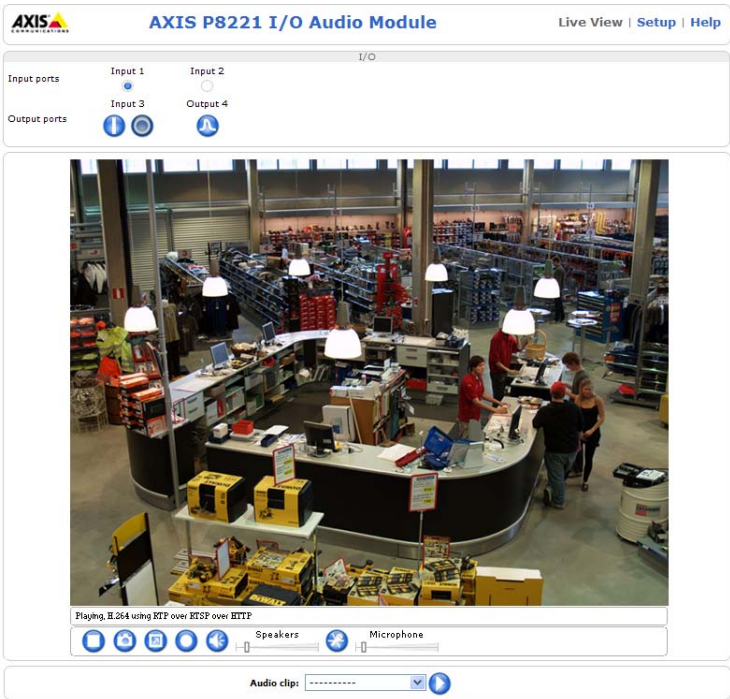 AXIS
COMMUNICATIONS
AXIS P8221 I/O Audio Module
Live View | Setup | Help
I/O
Input ports
Input 1
Input 2
Output ports
Input 3
Output 4
DEWALT
Playing, H.264 using RTP over RTSP over HTTP
Speakers
Microphone
Audio clip:
----------